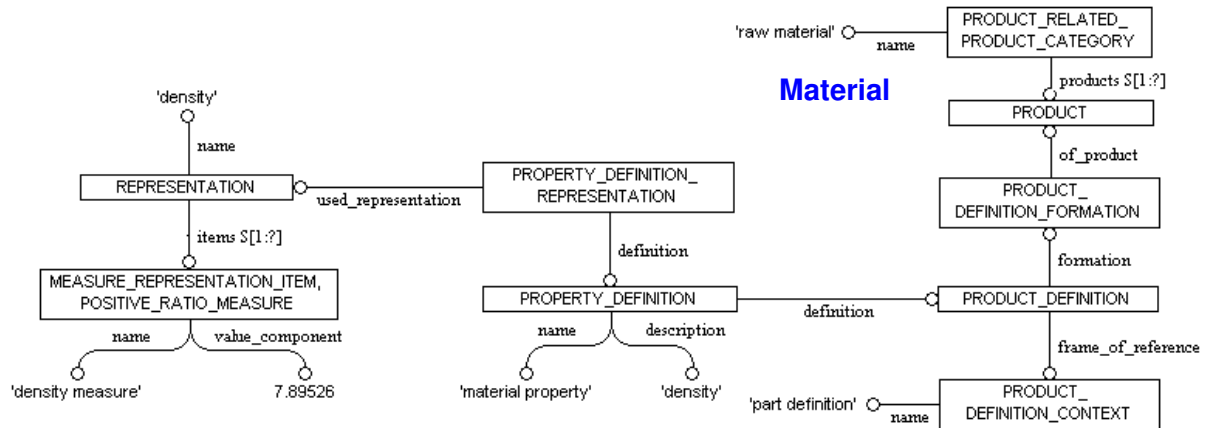 'raw material'
name
PRODUCT_RELATED_
PRODUCT_CATEGORY
Material
products S[1:?]
PRODUCT
of_product
PRODUCT_
DEFINITION_FORMATION
formation
'density'
name
REPRESENTATION
used_representation
PROPERTY_DEFINITION_
REPRESENTATION
items S[1:?]
definition
MEASURE_REPRESENTATION_ITEM,
POSITIVE_RATIO_MEASURE
PROPERTY_DEFINITION
definition
PRODUCT_DEFINITION
name
value_component
name
description
frame_of_reference
'density measure'
7.89526
'material property'
'density'
'part definition'
name
PRODUCT_
DEFINITION_CONTEXT